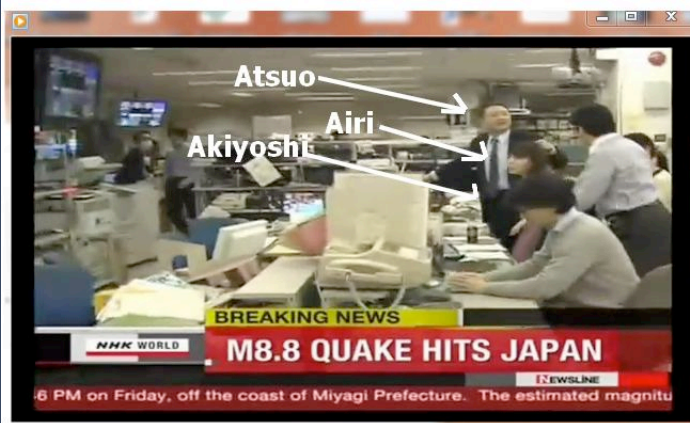 Atsuo
Airi
Akiyoshi
BREAKING NEWS
NHK WORLD
M8.8 QUAKE HITS JAPAN
NEWSLINE
6 PM on Friday, off the coast of Miyagi Prefecture. The estimated magnitu